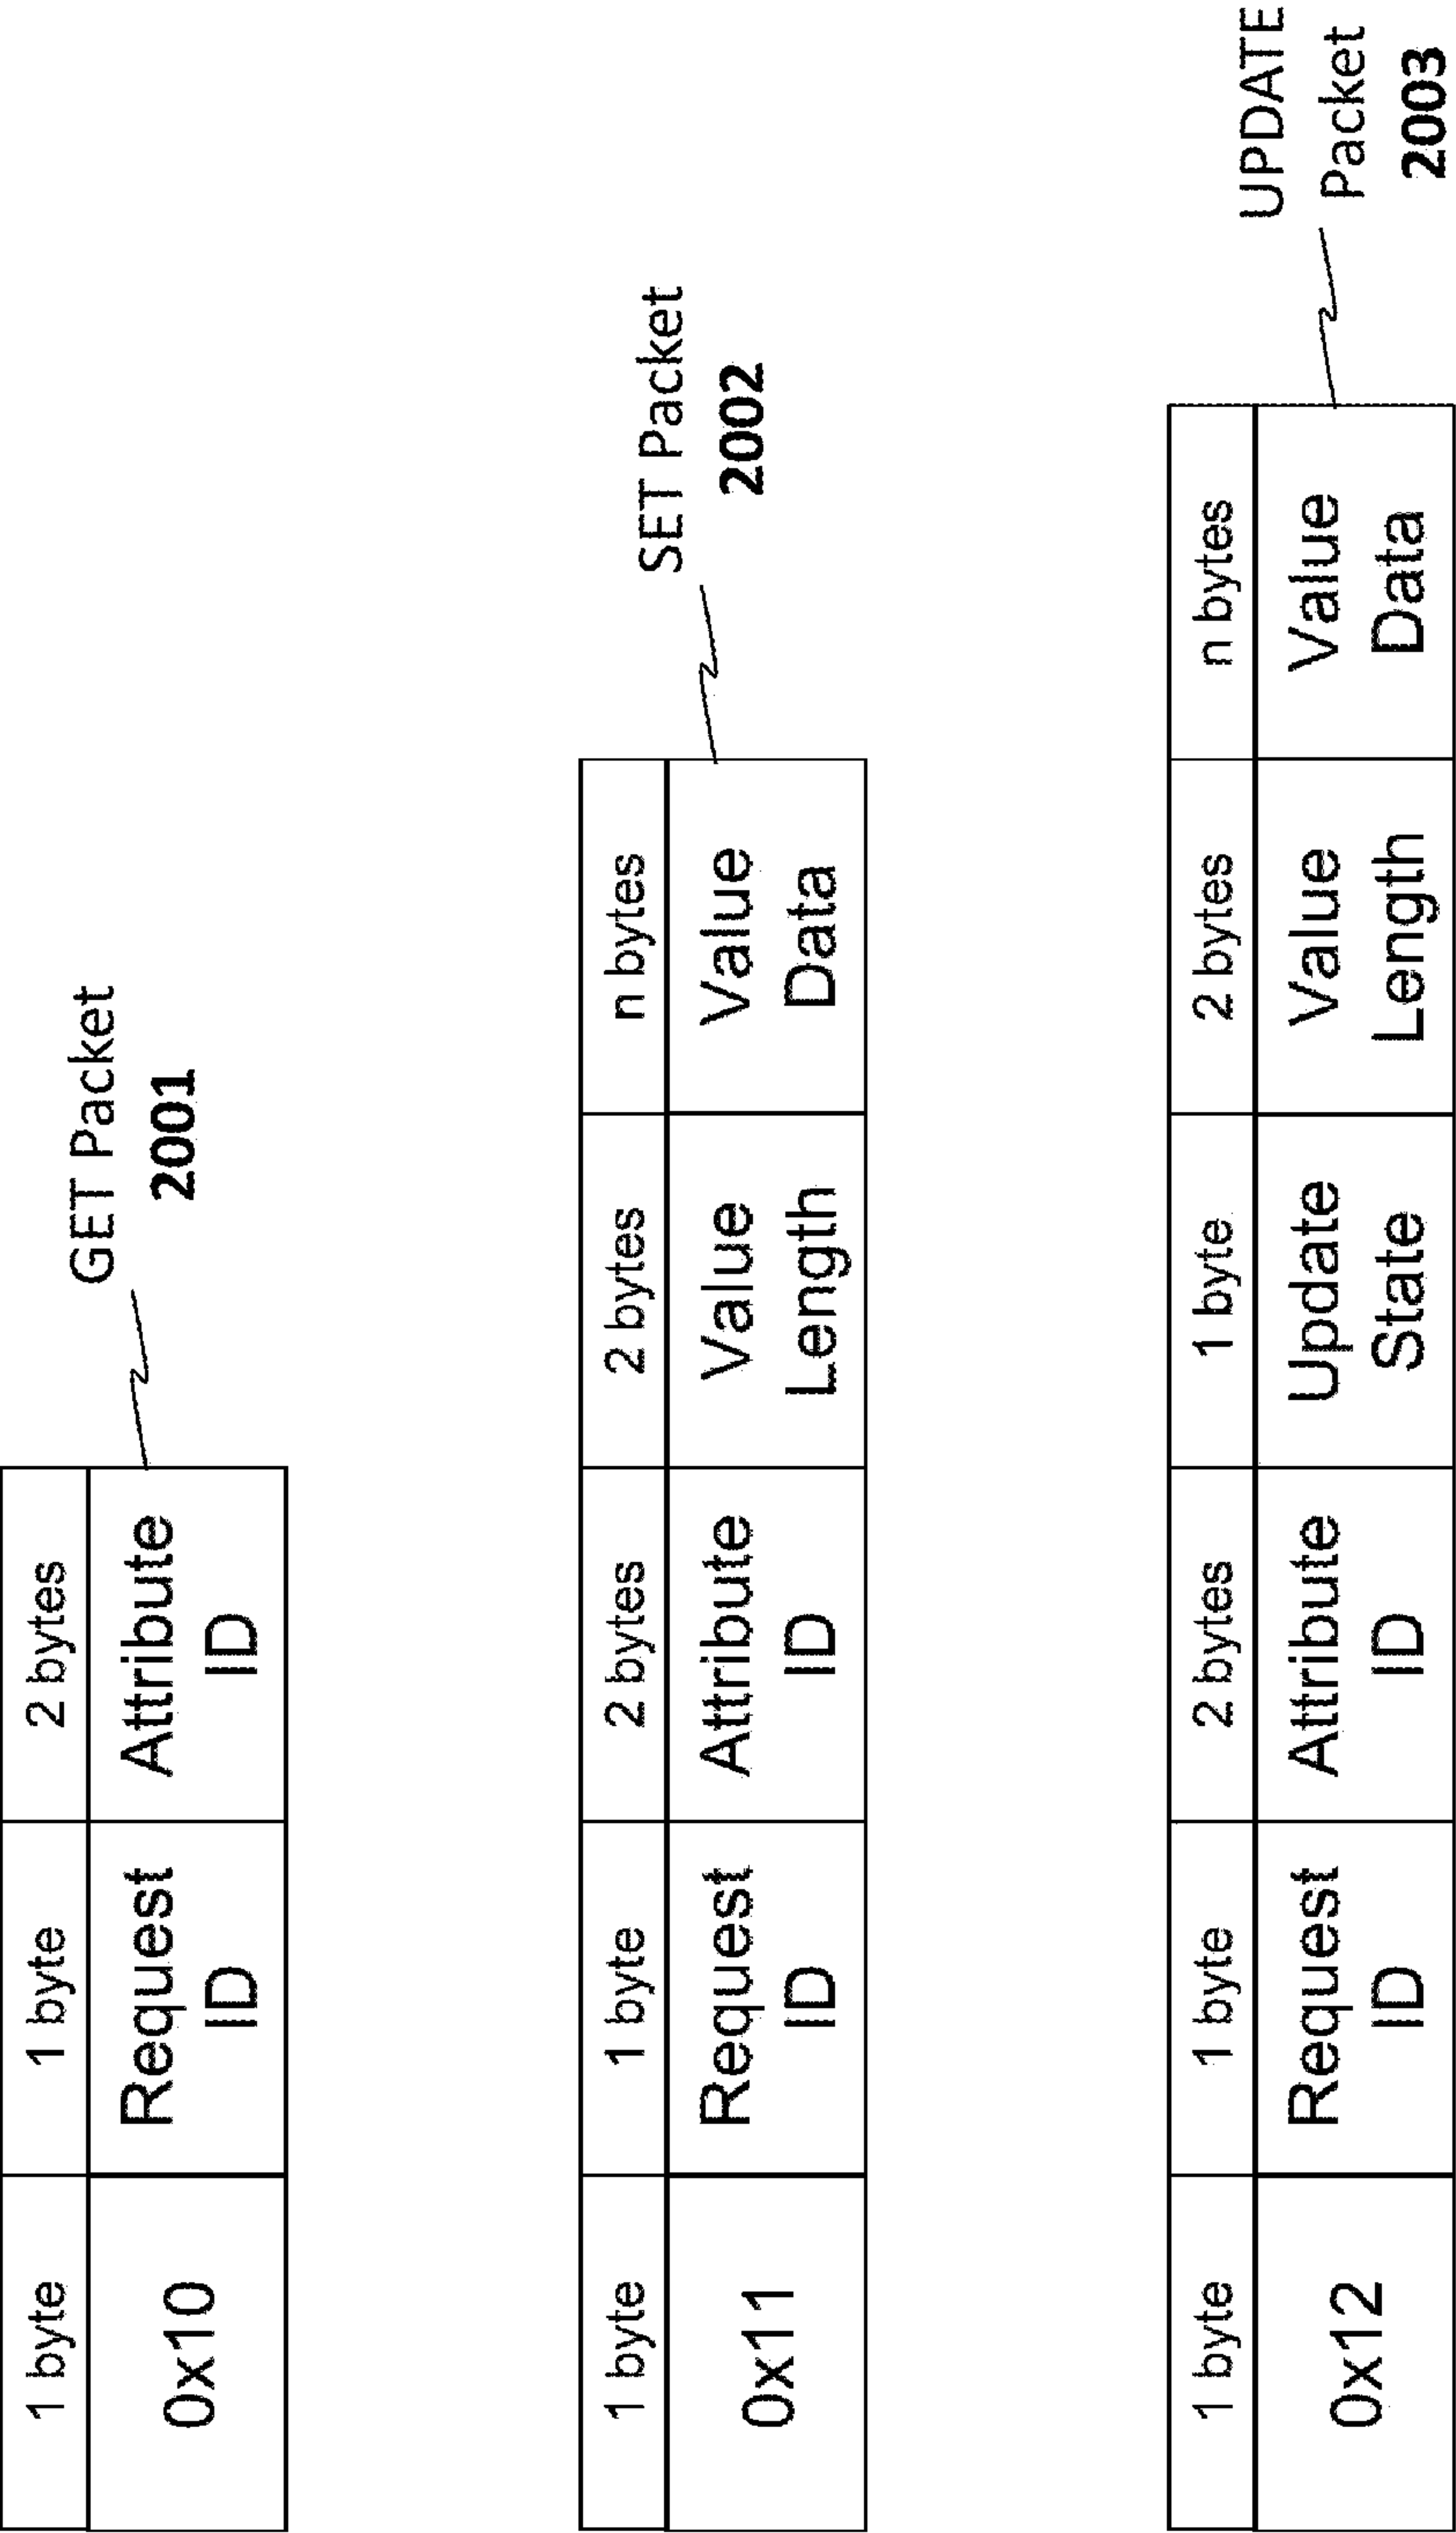 1 byte 1 byte 2 bytes
0x10 Request ID Attribute ID
GET Packet
2001
1 byte 1 byte 2 bytes 2 bytes n bytes
0x11 Request ID Attribute ID Value Length Value Data
SET Packet
2002
1 byte 1 byte 2 bytes 1 byte 2 bytes n bytes
0x12 Request ID Attribute ID Update State Value Length Value Data
UPDATE
Packet
2003